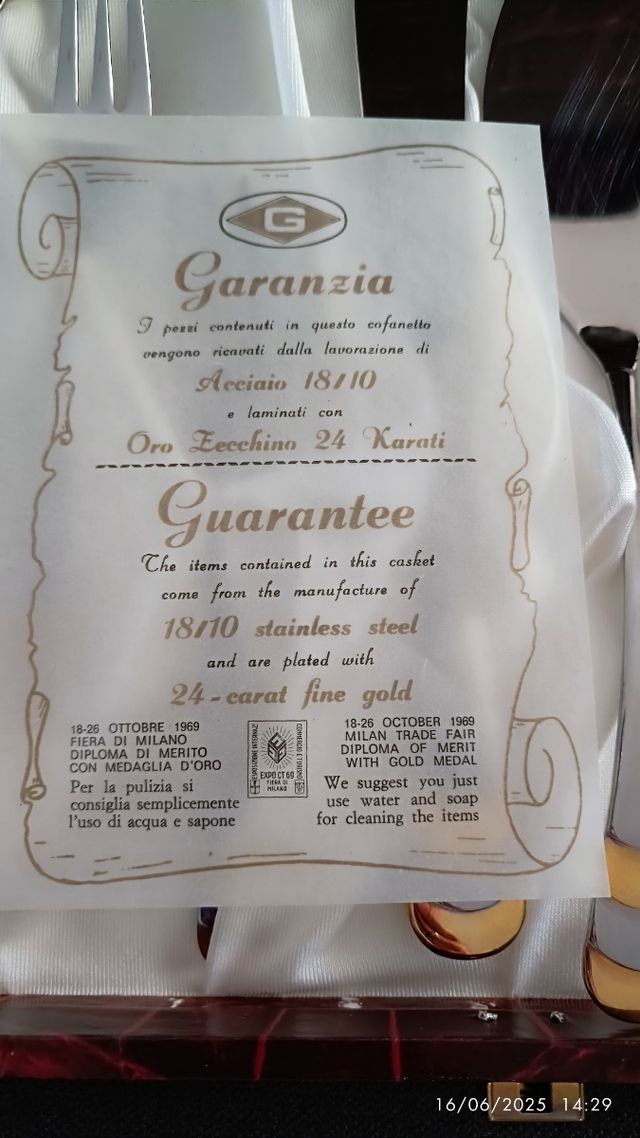 G
Garanzia
I pezzi contenuti in questo cofanetto
vengono ricavati dalla lavorazione di
Acciaio 18/10
e laminati con
Oro Zecchino 24 Karati
Guarantee
The items contained in this casket
come from the manufacture of
18/10 stainless steel
and are plated with
24-carat fine gold
18-26 OTTOBRE 1969
FIERA DI MILANO
DIPLOMA DI MERITO
CON MEDAGLIA D'ORO
Per la pulizia si
consiglia semplicemente
l'uso di acqua e sapone
EXPO CT 69
FIERA DI
MILANO
18-26 OCTOBER 1969
MILAN TRADE FAIR
DIPLOMA OF MERIT
WITH GOLD MEDAL
We suggest you just
use water and soap
for cleaning the items
16/06/2025 14:29